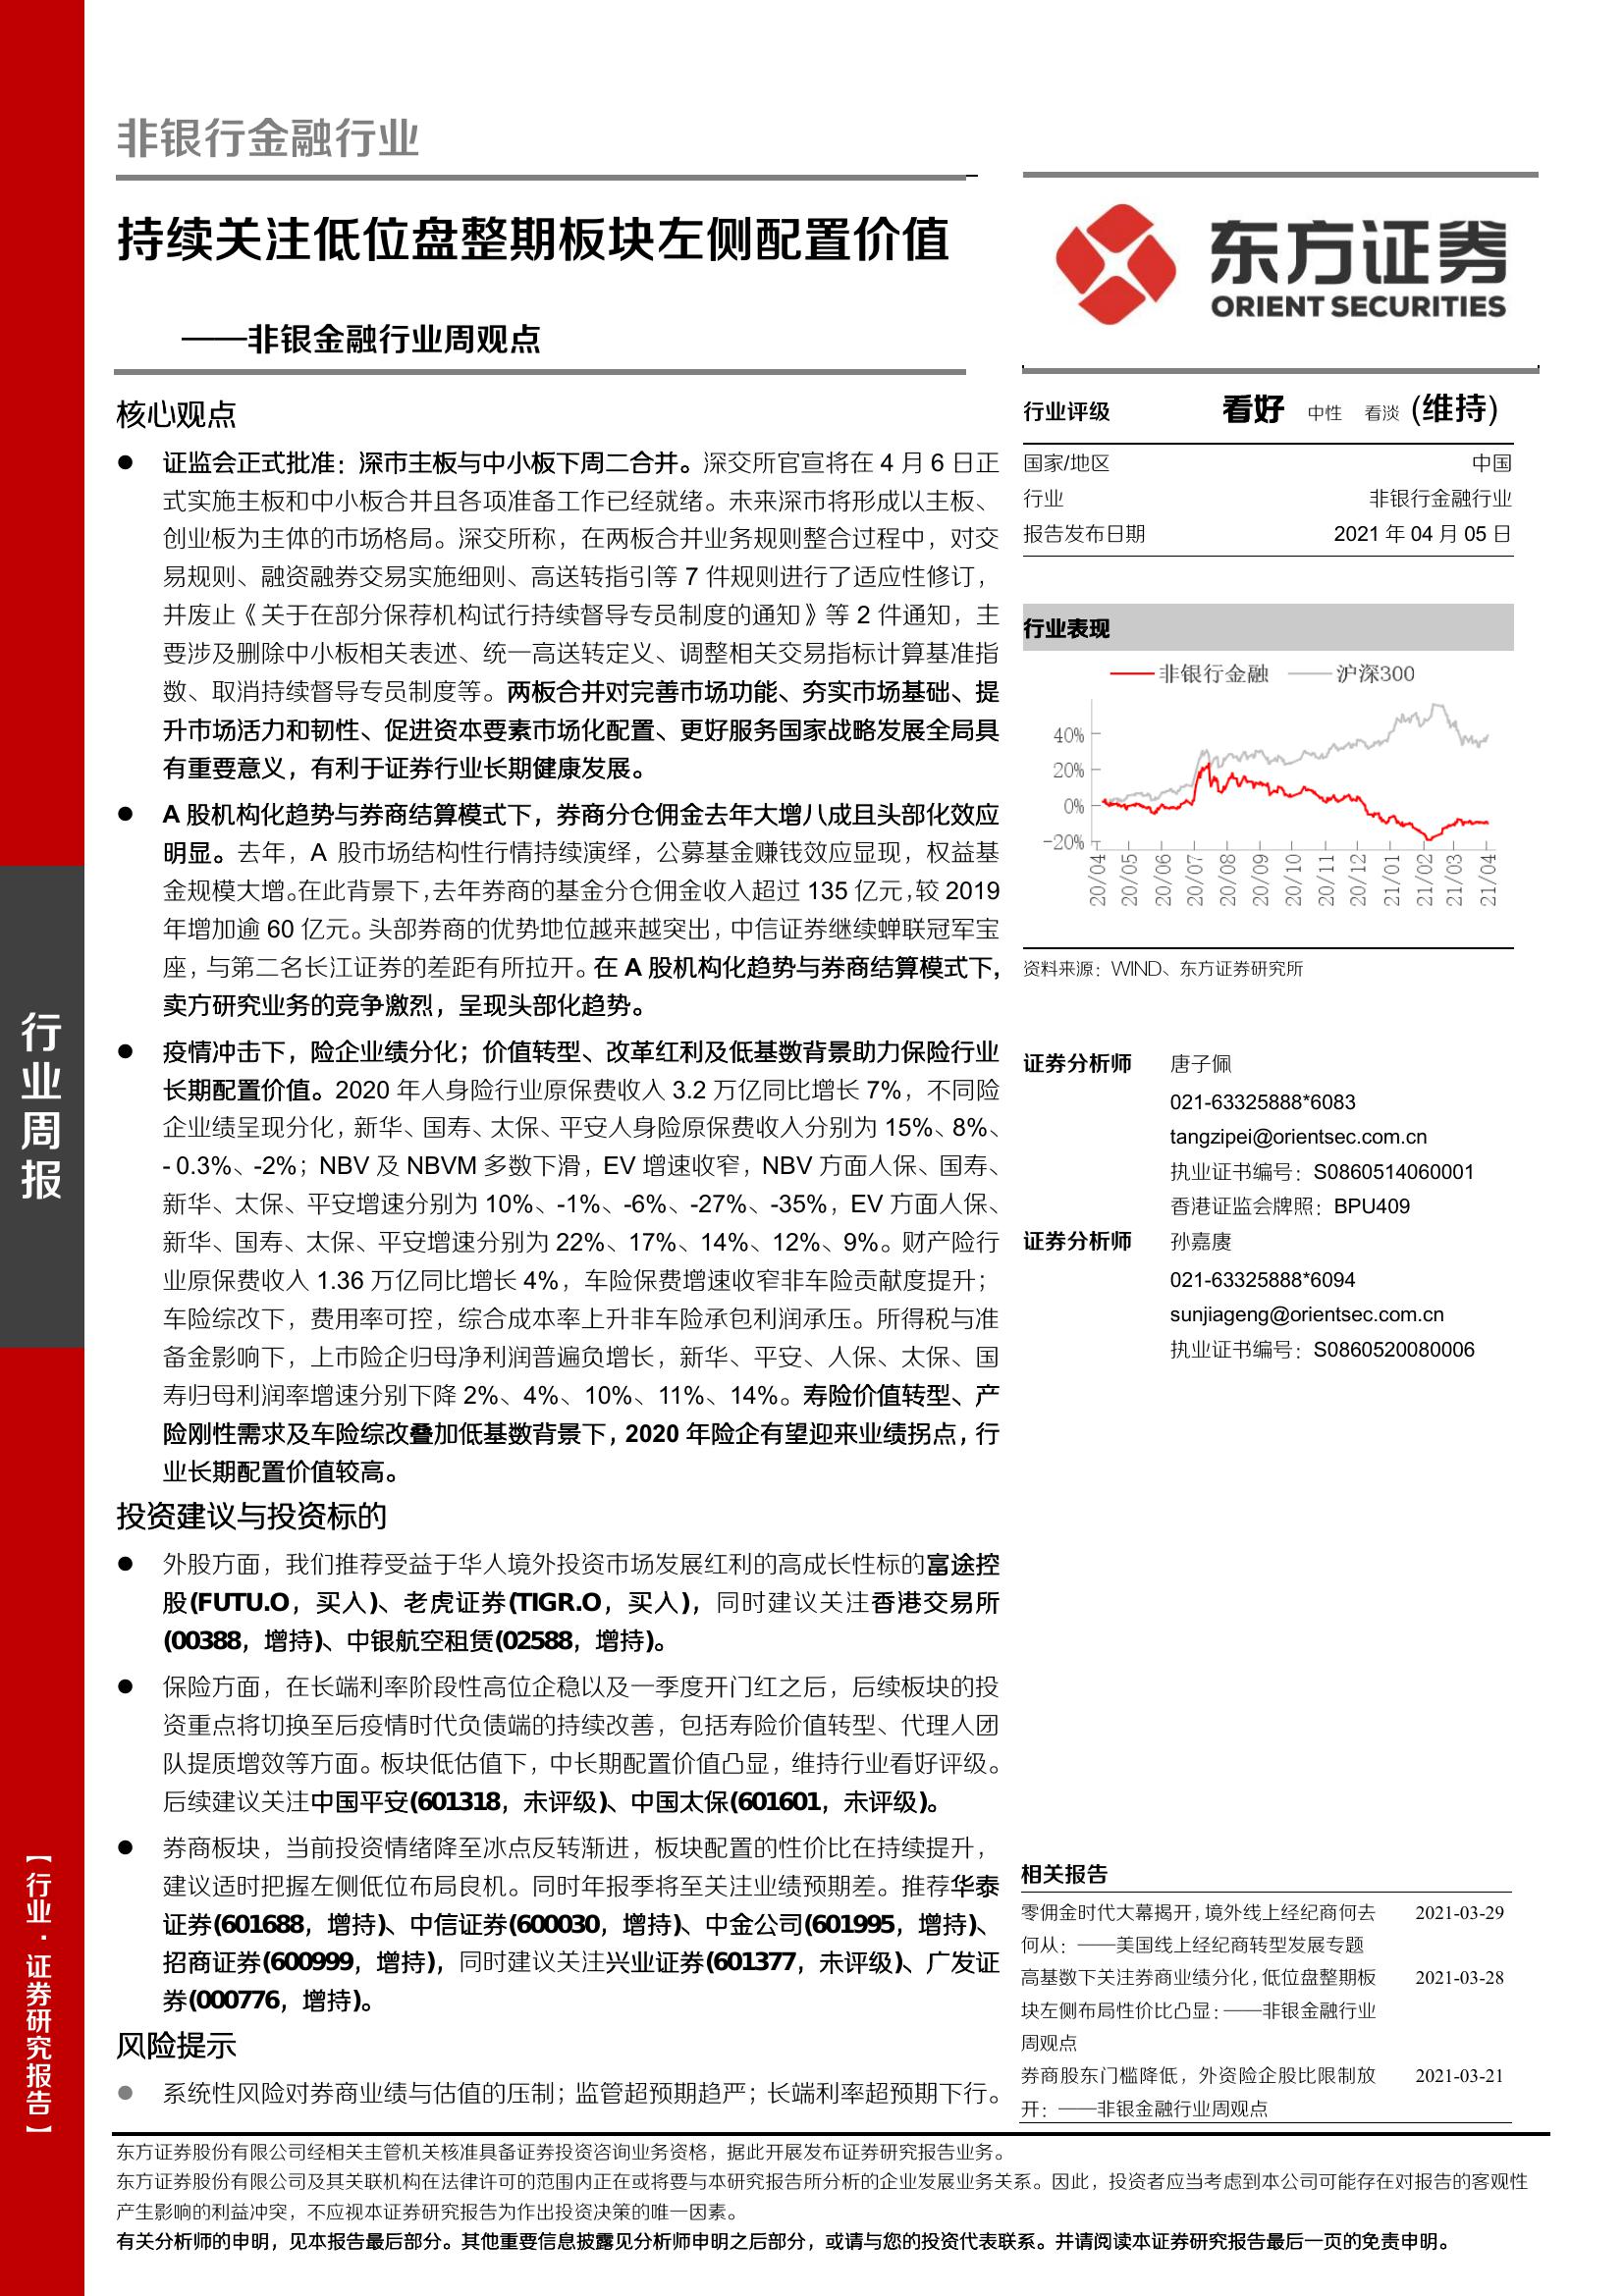 非银行金融行业
持续关注低位盘整期板块左侧配置价值
——非银金融行业周观点
核心观点
● 证监会正式批准：深市主板与中小板下周二合并。深交所官宣将在 4 月 6 日正
式实施主板和中小板合并且各项准备工作已经就绪。未来深市将形成以主板、
创业板为主体的市场格局。深交所称，在两板合并业务规则整合过程中，对交
易规则、融资融券交易实施细则、高送转指引等 7 件规则进行了适应性修订，
并废止《关于在部分保荐机构试行持续督导专员制度的通知》等 2 件通知，主
要涉及删除中小板相关表述、统一高送转定义、调整相关交易指标计算基准指
数、取消持续督导专员制度等。两板合并对完善市场功能、夯实市场基础、提
升市场活力和韧性、促进资本要素市场化配置、更好服务国家战略发展全局具
有重要意义，有利于证券行业长期健康发展。
● A 股机构化趋势与券商结算模式下，券商分仓佣金去年大增八成且头部化效应
明显。去年，A 股市场结构性行情持续演绎，公募基金赚钱效应显现，权益基
金规模大增。在此背景下，去年券商的基金分仓佣金收入超过 135 亿元，较 2019
年增加逾 60 亿元。头部券商的优势地位越来越突出，中信证券继续蝉联冠军宝
座，与第二名长江证券的差距有所拉开。在 A 股机构化趋势与券商结算模式下，
卖方研究业务的竞争激烈，呈现头部化趋势。
● 疫情冲击下，险企业绩分化；价值转型、改革红利及低基数背景助力保险行业
长期配置价值。2020 年人身险行业原保费收入 3.2 万亿同比增长 7%，不同险
企业绩呈现分化，新华、国寿、太保、平安人身险原保费收入分别为 15%、8%、
- 0.3%、-2%；NBV 及 NBVM 多数下滑，EV 增速收窄，NBV 方面人保、国寿、
新华、太保、平安增速分别为 10%、-1%、-6%、-27%、-35%，EV 方面人保、
新华、国寿、太保、平安增速分别为 22%、17%、14%、12%、9%。财产险行
业原保费收入 1.36 万亿同比增长 4%，车险保费增速收窄非车险贡献度提升；
车险综改下，费用率可控，综合成本率上升非车险承包利润承压。所得税与准
备金影响下，上市险企归母净利润普遍负增长，新华、平安、人保、太保、国
寿归母利润率增速分别下降 2%、4%、10%、11%、14%。寿险价值转型、产
险刚性需求及车险综改叠加低基数背景下，2020 年险企有望迎来业绩拐点，行
业长期配置价值较高。
投资建议与投资标的
● 外股方面，我们推荐受益于华人境外投资市场发展红利的高成长性标的富途控
股(FUTU.O，买入)、老虎证券(TIGR.O，买入)，同时建议关注香港交易所
(00388，增持)、中银航空租赁(02588，增持)。
● 保险方面，在长端利率阶段性高位企稳以及一季度开门红之后，后续板块的投
资重点将切换至后疫情时代负债端的持续改善，包括寿险价值转型、代理人团
队提质增效等方面。板块低估值下，中长期配置价值凸显，维持行业看好评级。
后续建议关注中国平安(601318，未评级)、中国太保(601601，未评级)。
● 券商板块，当前投资情绪降至冰点反转渐进，板块配置的性价比在持续提升，
建议适时把握左侧低位布局良机。同时年报季将至关注业绩预期差。推荐华泰
证券(601688，增持)、中信证券(600030，增持)、中金公司(601995，增持)、
招商证券(600999，增持)，同时建议关注兴业证券(601377，未评级)、广发证
券(000776，增持)。
风险提示
● 系统性风险对券商业绩与估值的压制；监管超预期趋严；长端利率超预期下行。
东方证券
ORIENT SECURITIES
行业评级 看好 中性 看淡 (维持)
国家/地区 中国
行业 非银行金融行业
报告发布日期 2021 年 04 月 05 日
行业表现
非银行金融 沪深300
40%
20%
0%
-20%
20/04 20/05 20/06 20/07 20/08 20/09 20/10 20/11 20/12 21/01 21/02 21/03 21/04
资料来源：WIND、东方证券研究所
证券分析师 唐子佩
021-63325888*6083
tangzipei@orientsec.com.cn
执业证书编号：S0860514060001
香港证监会牌照：BPU409
证券分析师 孙嘉赓
021-63325888*6094
sunjiageng@orientsec.com.cn
执业证书编号：S0860520080006
相关报告
零佣金时代大幕揭开，境外线上经纪商何去 2021-03-29
何从：——美国线上经纪商转型发展专题
高基数下关注券商业绩分化，低位盘整期板 2021-03-28
块左侧布局性价比凸显：——非银金融行业
周观点
券商股东门槛降低，外资险企股比限制放 2021-03-21
开：——非银金融行业周观点
行业周报
【行业·证券研究报告】
东方证券股份有限公司经相关主管机关核准具备证券投资咨询业务资格，据此开展发布证券研究报告业务。
东方证券股份有限公司及其关联机构在法律许可的范围内正在或将要与本研究报告所分析的企业发展业务关系。因此，投资者应当考虑到本公司可能存在对报告的客观性
产生影响的利益冲突，不应视本证券研究报告为作出投资决策的唯一因素。
有关分析师的申明，见本报告最后部分。其他重要信息披露见分析师申明之后部分，或请与您的投资代表联系。并请阅读本证券研究报告最后一页的免责申明。